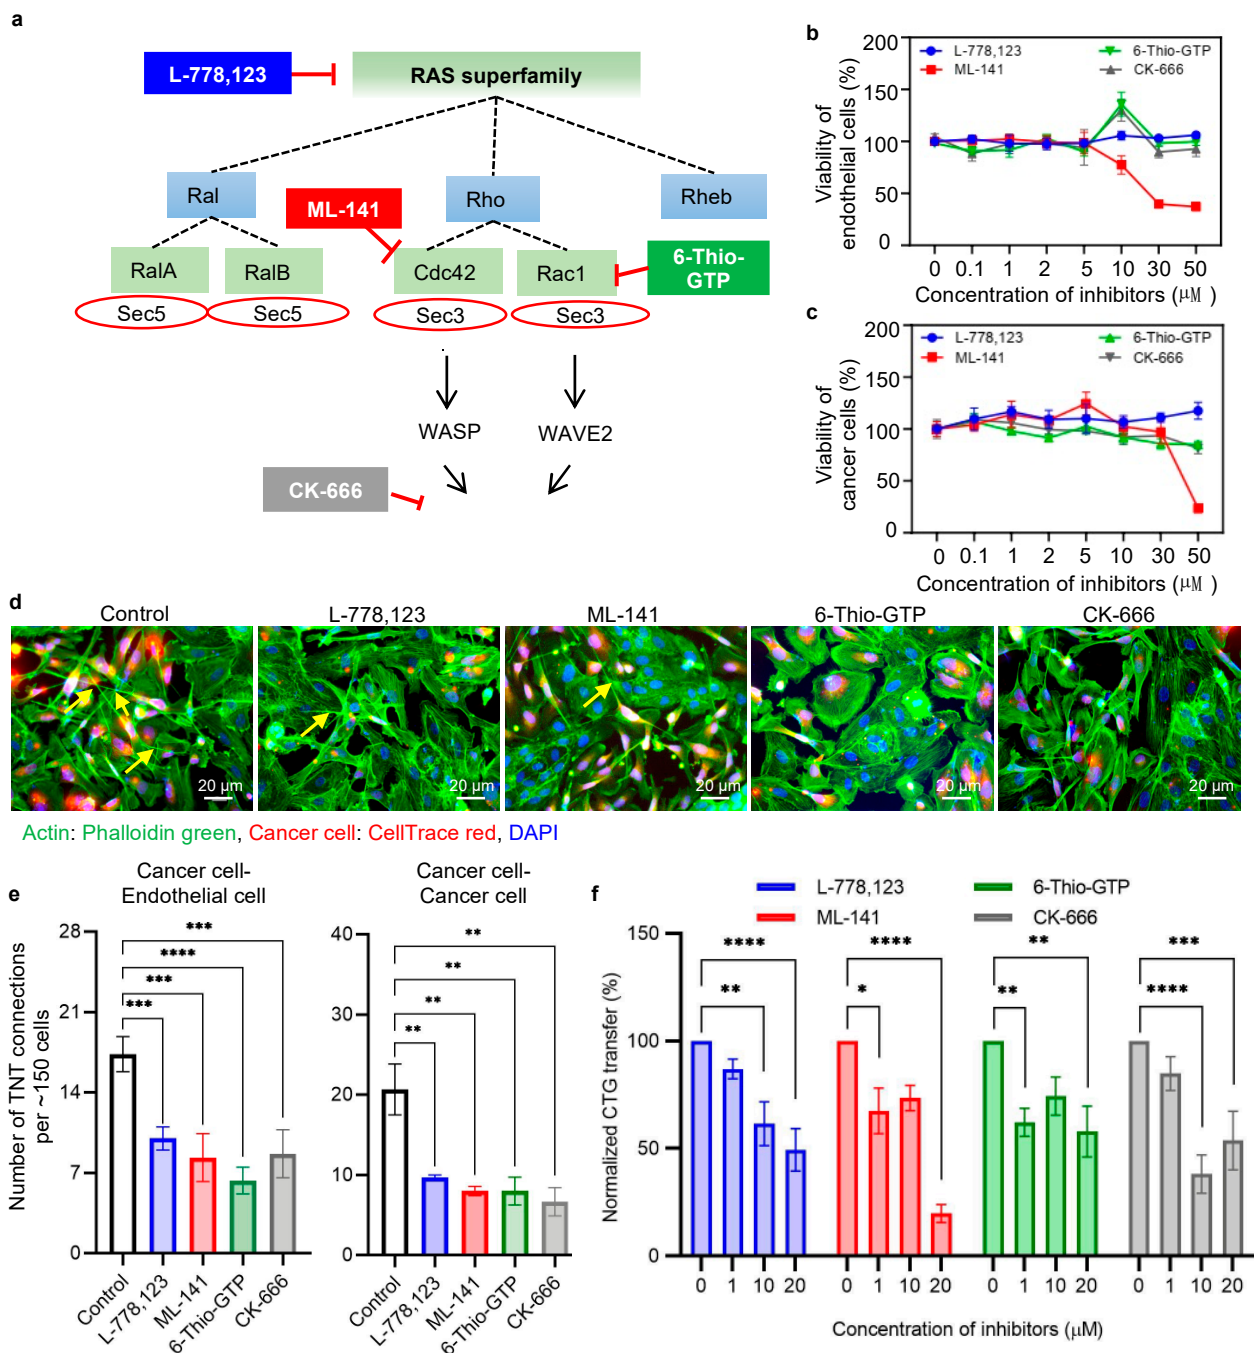 a
L-778,123
RAS superfamily
Ral
ML-141
Rho
Rheb
RalA
RalB
Cdc42
Rac1
6-Thio-
GTP
Sec5
Sec5
Sec3
Sec3
WASP
WAVE2
CK-666
b
200
150
100
50
0
Viability of
endothelial cells (%)
L-778,123
ML-141
6-Thio-GTP
CK-666
0 0.1 1 2 5 10 30 50
Concentration of inhibitors (μM )
c
200
150
100
50
0
Viability of
cancer cells (%)
L-778,123
ML-141
6-Thio-GTP
CK-666
0 0.1 1 2 5 10 30 50
Concentration of inhibitors (μM )
d
Control
L-778,123
ML-141
6-Thio-GTP
CK-666
20 μm
20 μm
20 μm
20 μm
20 μm
Actin: Phalloidin green, Cancer cell: CellTrace red, DAPI
e
Cancer cell-
Endothelial cell
Number of TNT connections
per ~150 cells
28
21
14
7
0
***
****
***
***
Control
L-778,123
ML-141
6-Thio-GTP
CK-666
Cancer cell-
Cancer cell
40
30
20
10
0
**
**
**
**
Control
L-778,123
ML-141
6-Thio-GTP
CK-666
f
L-778,123
ML-141
6-Thio-GTP
CK-666
Normalized CTG transfer (%)
150
100
50
0
****
**
****
*
**
**
***
****
0 1 10 20 0 1 10 20 0 1 10 20 0 1 10 20
Concentration of inhibitors (μM)